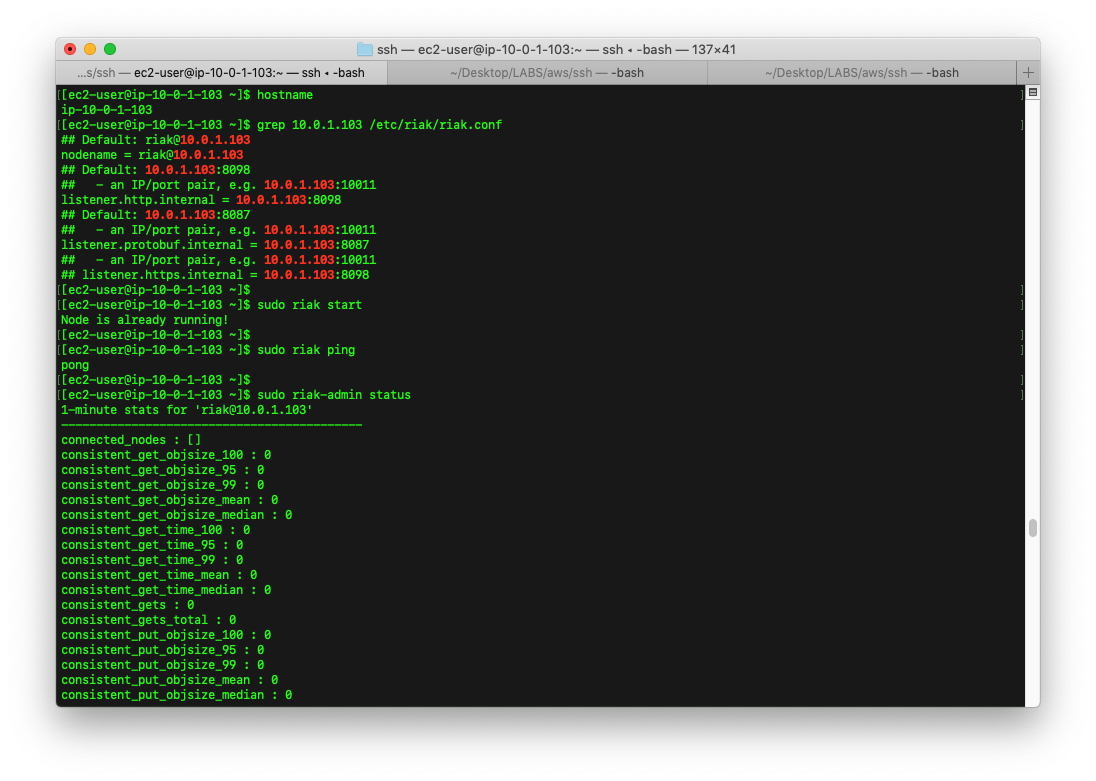 ssh — ec2-user@ip-10-0-1-103:~ — ssh ◂ -bash — 137×41
...s/ssh — ec2-user@ip-10-0-1-103:~ — ssh ◂ -bash
~/Desktop/LABS/aws/ssh — -bash
~/Desktop/LABS/aws/ssh — -bash
+
[[ec2-user@ip-10-0-1-103 ~]$ hostname ]
ip-10-0-1-103
[[ec2-user@ip-10-0-1-103 ~]$ grep 10.0.1.103 /etc/riak/riak.conf ]
## Default: riak@10.0.1.103
nodename = riak@10.0.1.103
## Default: 10.0.1.103:8098
##   - an IP/port pair, e.g. 10.0.1.103:10011
listener.http.internal = 10.0.1.103:8098
## Default: 10.0.1.103:8087
##   - an IP/port pair, e.g. 10.0.1.103:10011
listener.protobuf.internal = 10.0.1.103:8087
##   - an IP/port pair, e.g. 10.0.1.103:10011
## listener.https.internal = 10.0.1.103:8098
[[ec2-user@ip-10-0-1-103 ~]$ ]
[[ec2-user@ip-10-0-1-103 ~]$ sudo riak start ]
Node is already running!
[[ec2-user@ip-10-0-1-103 ~]$ ]
[[ec2-user@ip-10-0-1-103 ~]$ sudo riak ping ]
pong
[[ec2-user@ip-10-0-1-103 ~]$ ]
[[ec2-user@ip-10-0-1-103 ~]$ sudo riak-admin status ]
1-minute stats for 'riak@10.0.1.103'
-------------------------------------------
connected_nodes : []
consistent_get_objsize_100 : 0
consistent_get_objsize_95 : 0
consistent_get_objsize_99 : 0
consistent_get_objsize_mean : 0
consistent_get_objsize_median : 0
consistent_get_time_100 : 0
consistent_get_time_95 : 0
consistent_get_time_99 : 0
consistent_get_time_mean : 0
consistent_get_time_median : 0
consistent_gets : 0
consistent_gets_total : 0
consistent_put_objsize_100 : 0
consistent_put_objsize_95 : 0
consistent_put_objsize_99 : 0
consistent_put_objsize_mean : 0
consistent_put_objsize_median : 0